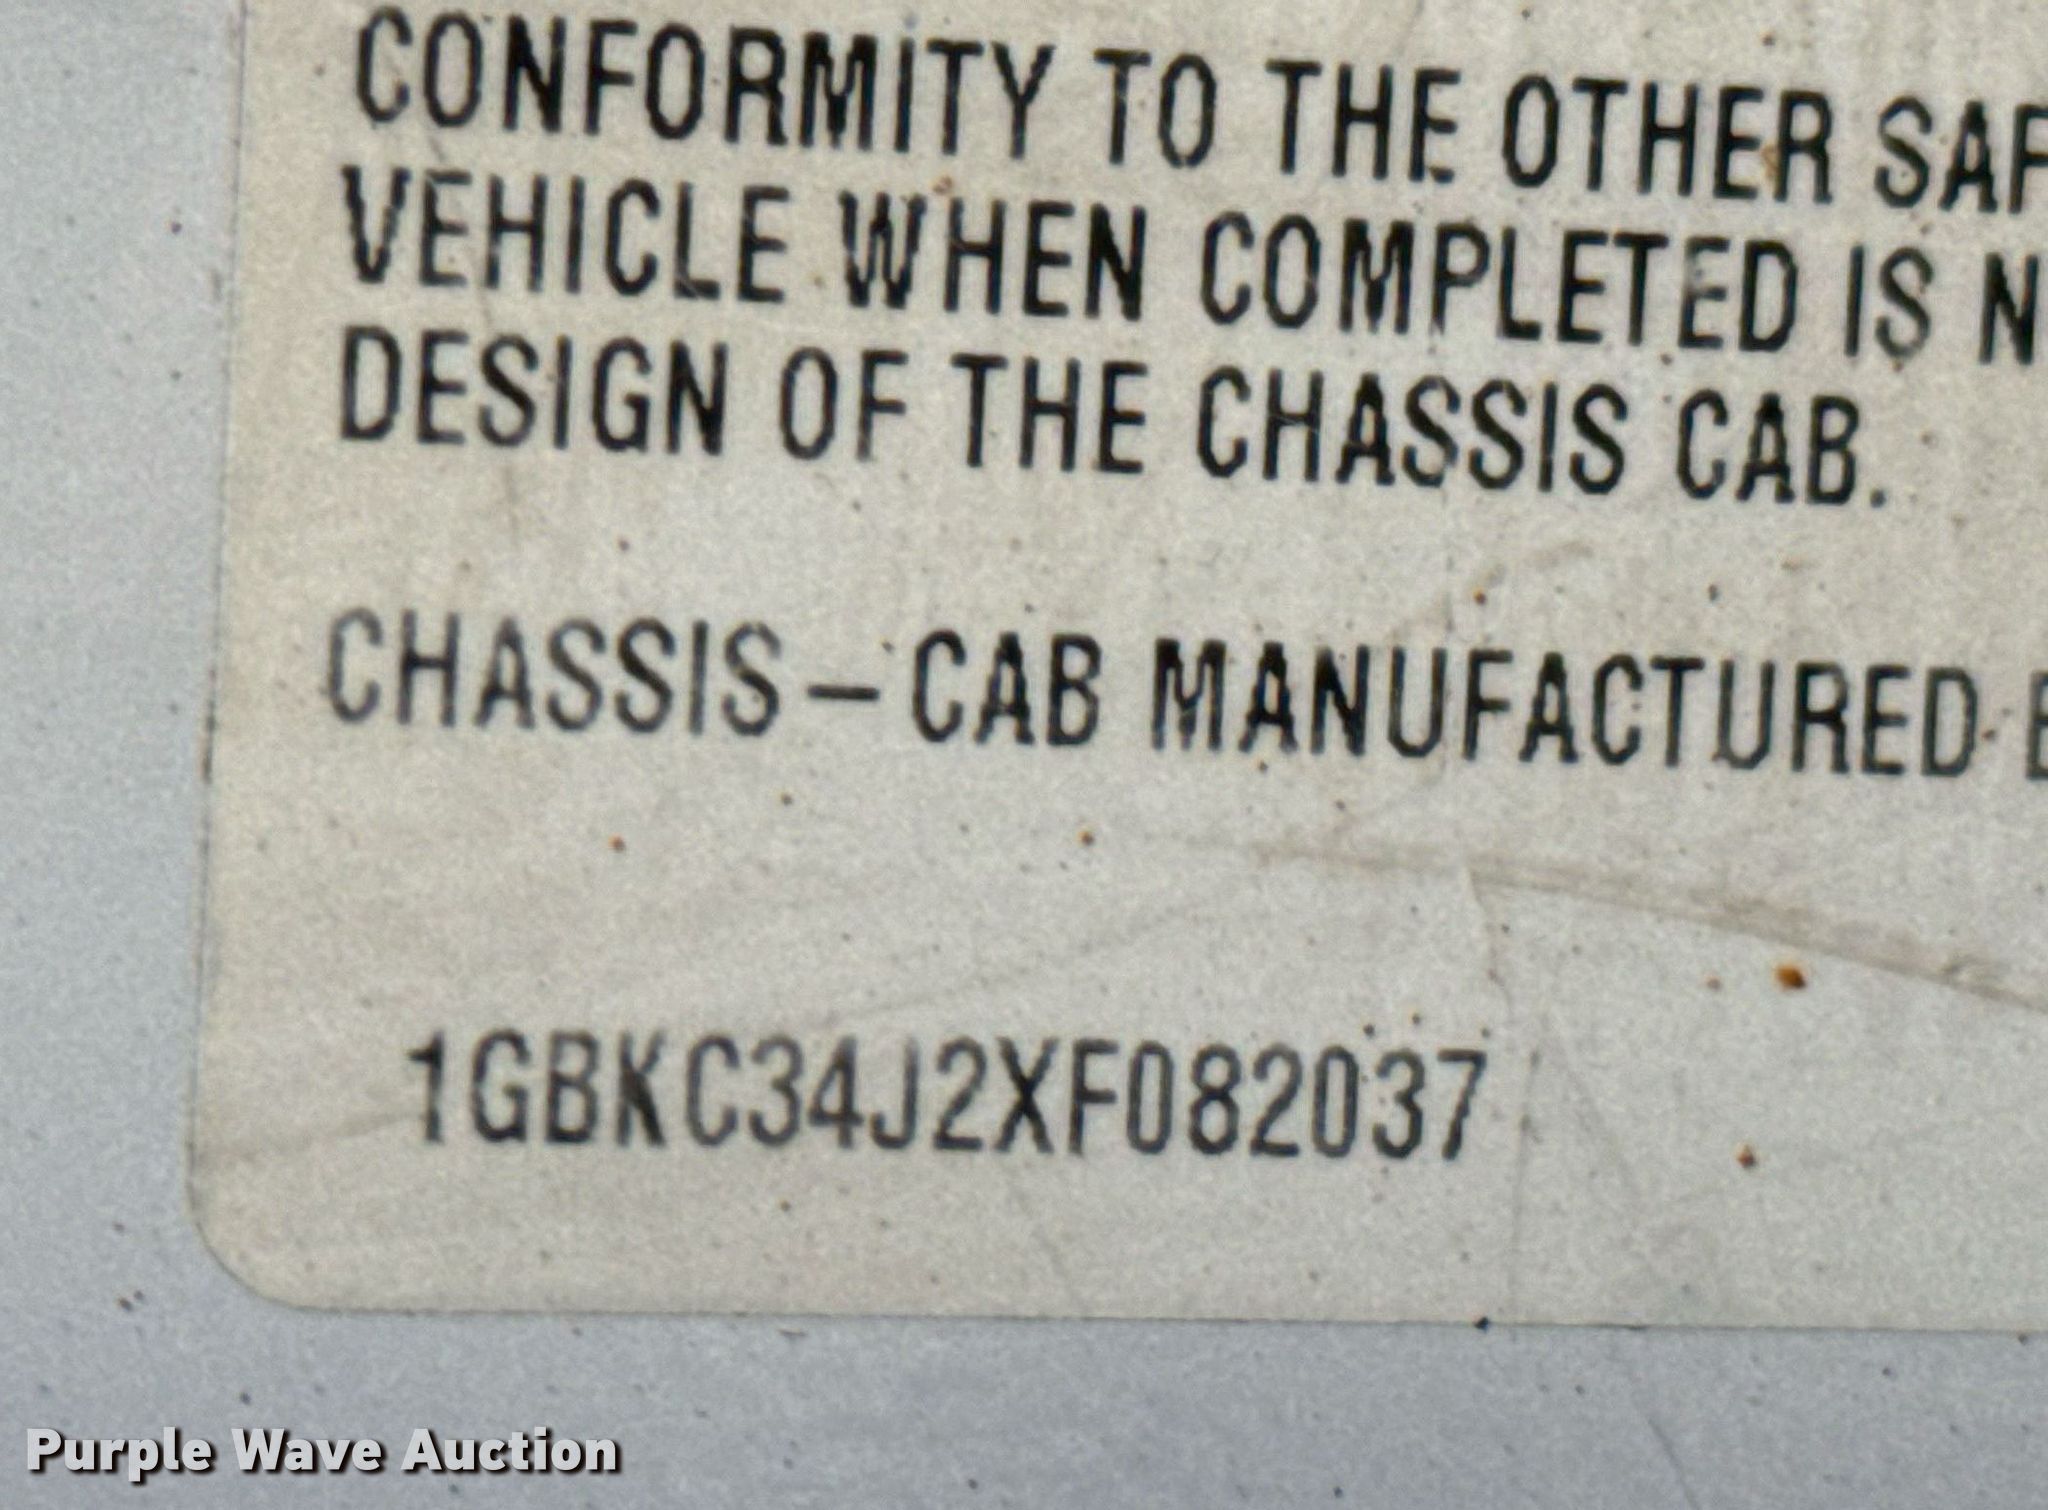 CONFORMITY TO THE OTHER SAF
VEHICLE WHEN COMPLETED IS N
DESIGN OF THE CHASSIS CAB.
CHASSIS – CAB MANUFACTURED B
1GBKC34J2XF082037
Purple Wave Auction